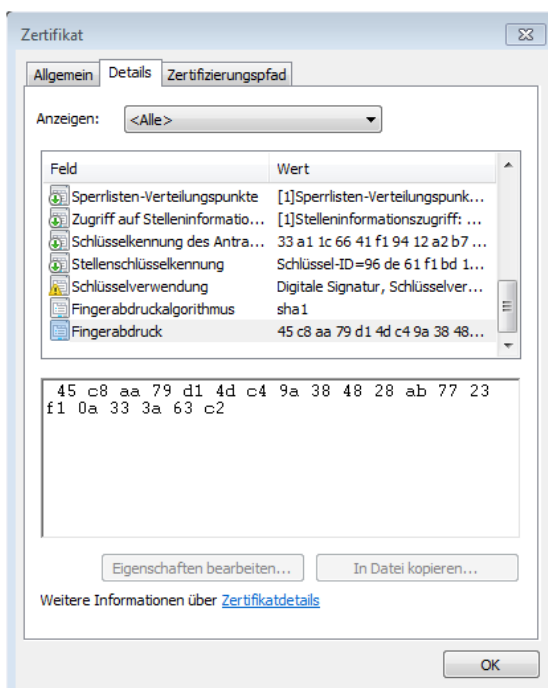 Zertifikat
Allgemein Details Zertifizierungspfad
Anzeigen: <Alle>
Feld Wert
Sperrlisten-Verteilungspunkte [1]Sperrlisten-Verteilungspunk...
Zugriff auf Stelleninformatio... [1]Stelleninformationszugriff: ...
Schlüsselkennung des Antra... 33 a1 1c 66 41 f1 94 12 a2 b7 ...
Stellenschlüsselkennung Schlüssel-ID=96 de 61 f1 bd 1...
Schlüsselverwendung Digitale Signatur, Schlüsselver...
Fingerabdruckalgorithmus sha1
Fingerabdruck 45 c8 aa 79 d1 4d c4 9a 38 48...
45 c8 aa 79 d1 4d c4 9a 38 48 28 ab 77 23
f1 0a 33 3a 63 c2
Eigenschaften bearbeiten... In Datei kopieren...
Weitere Informationen über Zertifikatdetails
OK